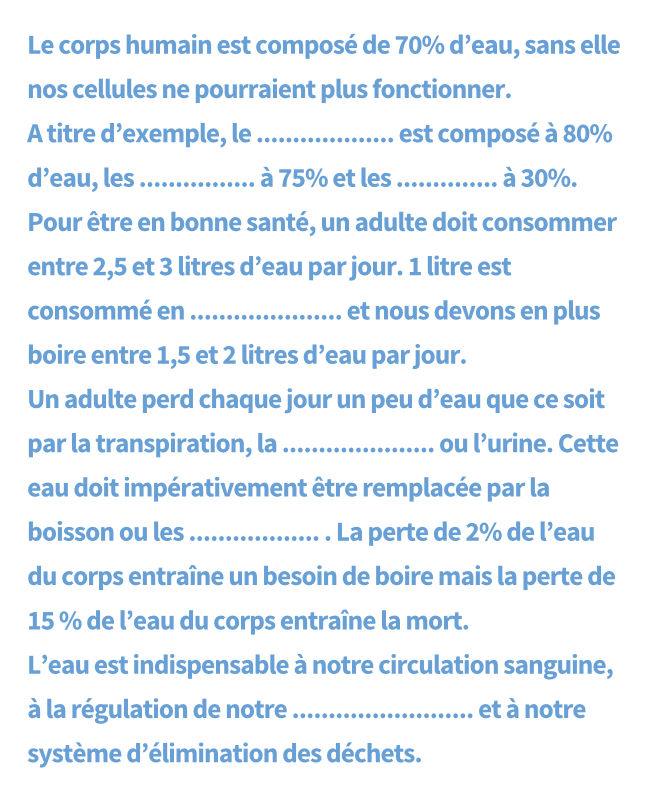 Le corps humain est composé de 70% d’eau, sans elle
nos cellules ne pourraient plus fonctionner.
A titre d’exemple, le ................... est composé à 80%
d’eau, les ................ à 75% et les .............. à 30%.
Pour être en bonne santé, un adulte doit consommer
entre 2,5 et 3 litres d’eau par jour. 1 litre est
consommé en ..................... et nous devons en plus
boire entre 1,5 et 2 litres d’eau par jour.
Un adulte perd chaque jour un peu d’eau que ce soit
par la transpiration, la ..................... ou l’urine. Cette
eau doit impérativement être remplacée par la
boisson ou les .................. . La perte de 2% de l’eau
du corps entraîne un besoin de boire mais la perte de
15 % de l’eau du corps entraîne la mort.
L’eau est indispensable à notre circulation sanguine,
à la régulation de notre ......................... et à notre
système d’élimination des déchets.